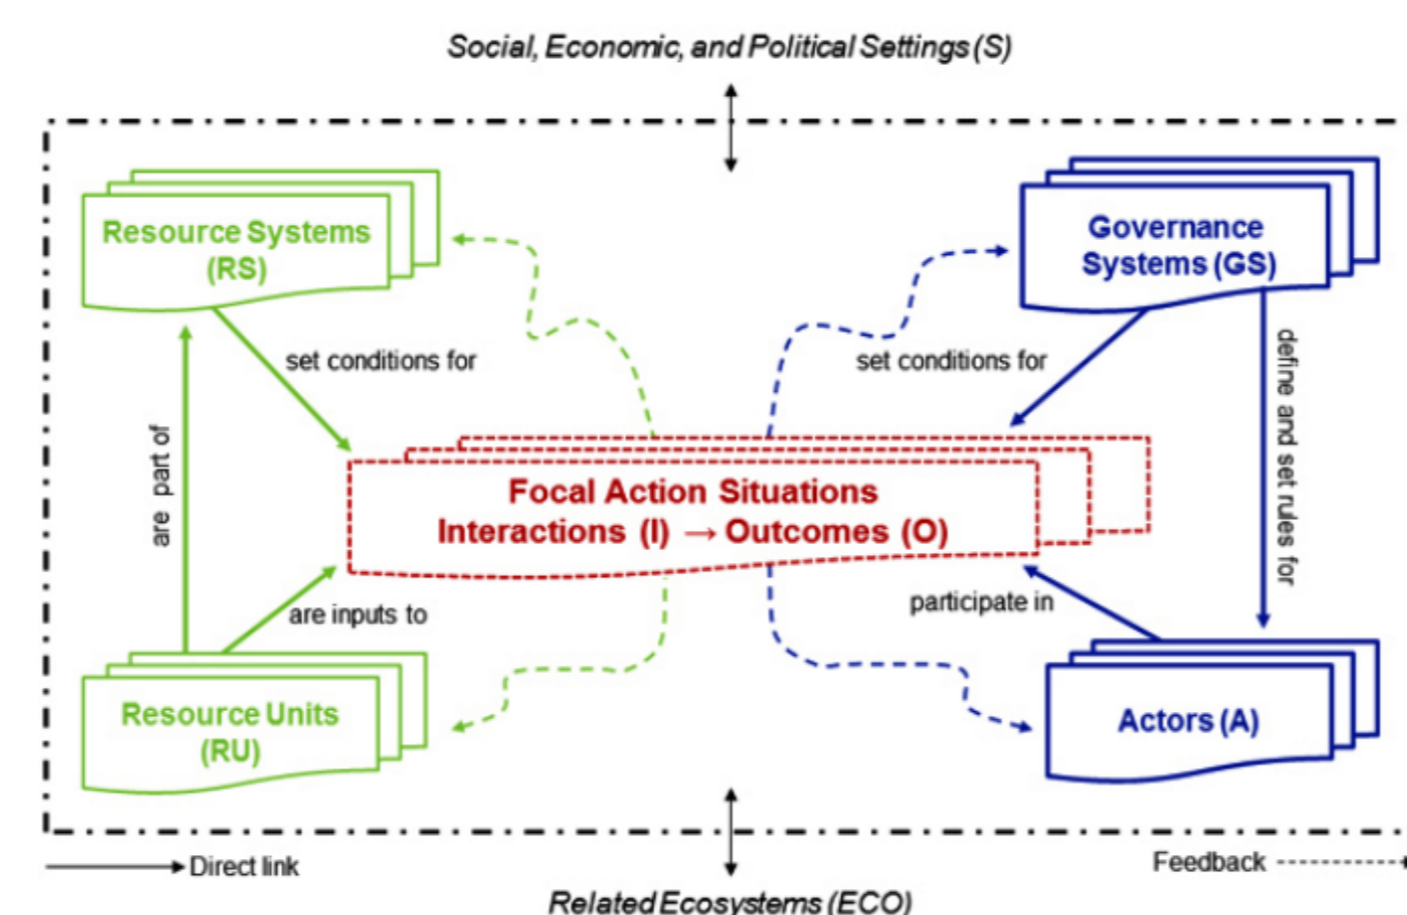 Social, Economic, and Political Settings (S)
Resource Systems
(RS)
Governance
Systems (GS)
set conditions for
set conditions for
define and set rules for
are part of
Focal Action Situations
Interactions (I) → Outcomes (O)
are inputs to
participate in
Resource Units
(RU)
Actors (A)
Direct link
Feedback
Related Ecosystems (ECO)